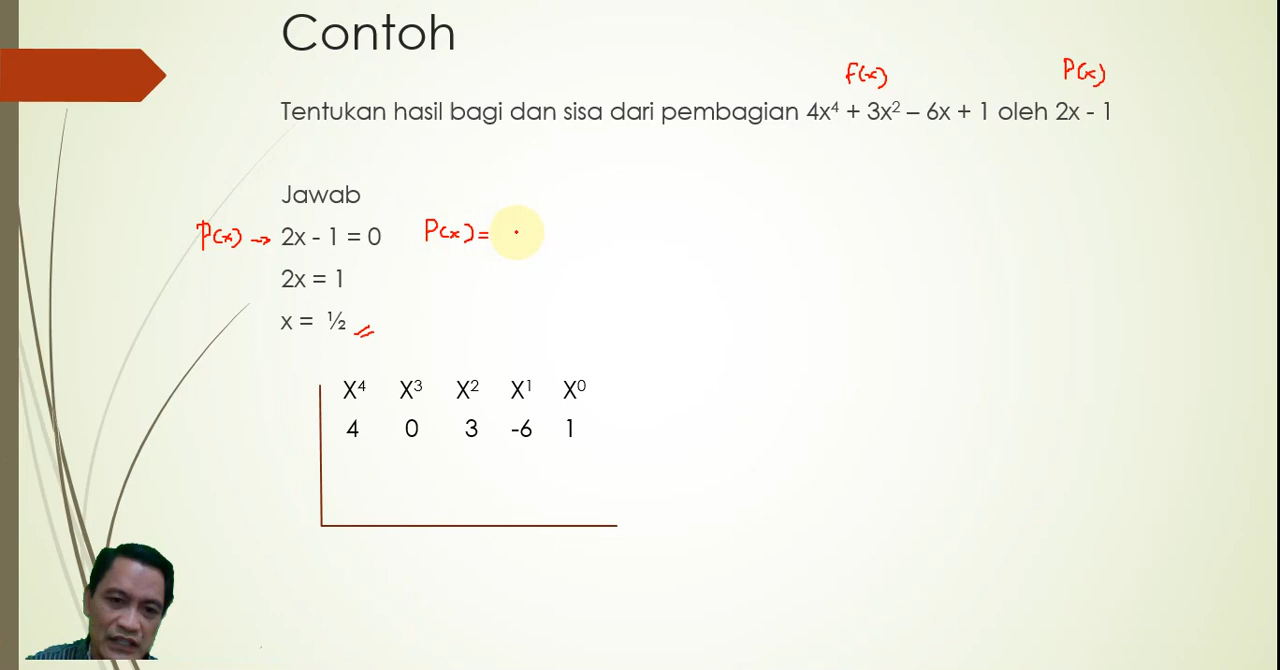 Contoh
F(x) P(x)
Tentukan hasil bagi dan sisa dari pembagian 4x⁴ + 3x² – 6x + 1 oleh 2x - 1
Jawab
P(x) → 2x - 1 = 0 P(x) =
2x = 1
x = ½
X⁴ X³ X² X¹ X⁰
4 0 3 -6 1